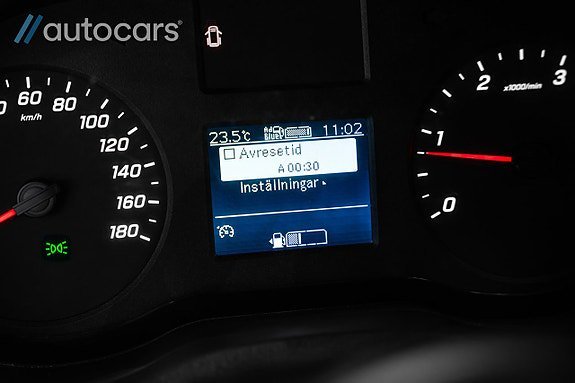 //autocars®
60
80
100
120
140
160
180
km/h
23.5°C
11:02
Avresetid
A 00:30
Inställningar
0
1
2
3
x1000/min